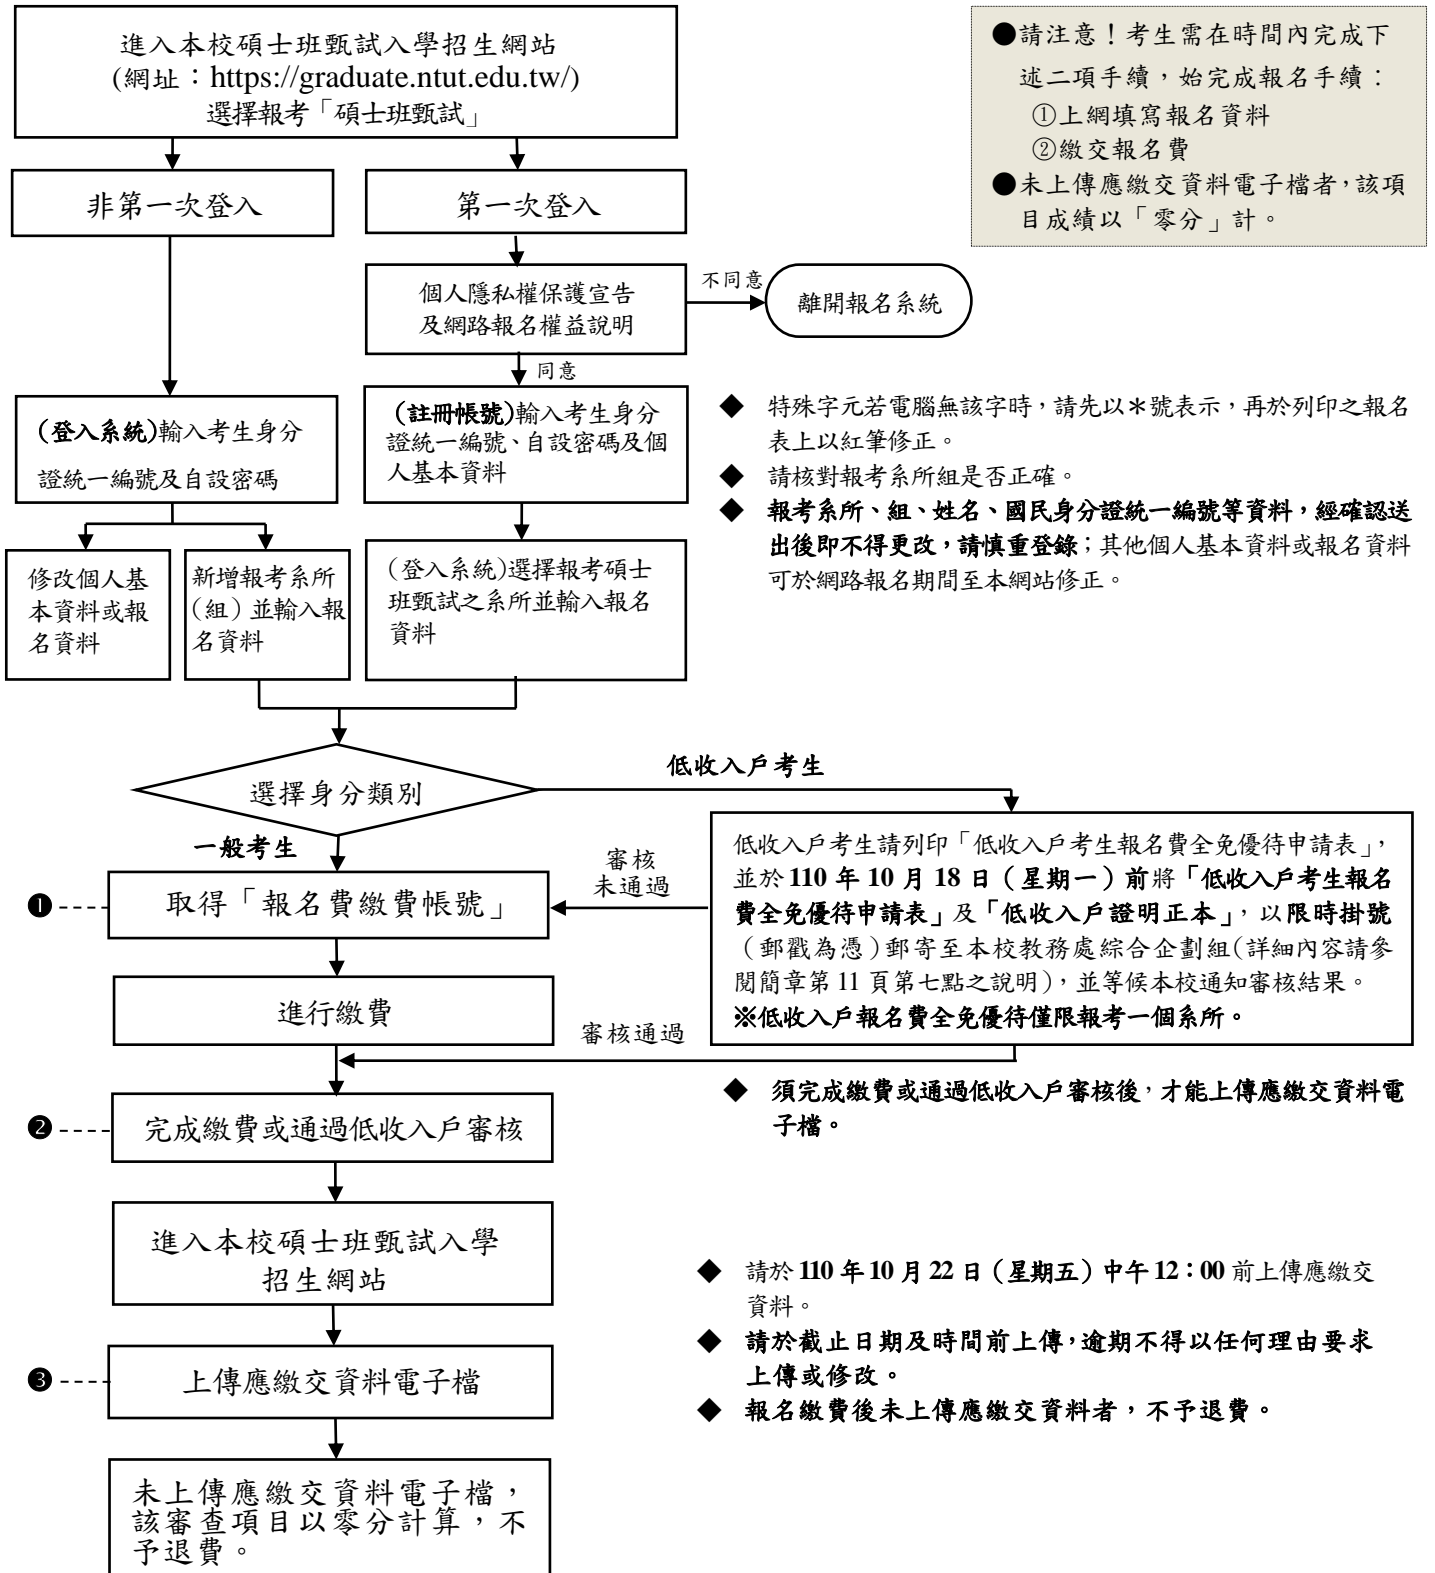 進入本校碩士班甄試入學招生網站
(網址：https://graduate.ntut.edu.tw/)
選擇報考「碩士班甄試」
●請注意！考生需在時間內完成下
述二項手續，始完成報名手續：
①上網填寫報名資料
②繳交報名費
●未上傳應繳交資料電子檔者，該項
目成績以「零分」計。
非第一次登入
第一次登入
個人隱私權保護宣告
及網路報名權益說明
不同意
離開報名系統
同意
(登入系統)輸入考生身分
證統一編號及自設密碼
(註冊帳號)輸入考生身分
證統一編號、自設密碼及個
人基本資料
◆ 特殊字元若電腦無該字時，請先以＊號表示，再於列印之報名
表上以紅筆修正。
◆ 請核對報考系所組是否正確。
◆ 報考系所、組、姓名、國民身分證統一編號等資料，經確認送
出後即不得更改，請慎重登錄；其他個人基本資料或報名資料
可於網路報名期間至本網站修正。
修改個人基
本資料或報
名資料
新增報考系所
(組)並輸入報
名資料
(登入系統)選擇報考碩士
班甄試之系所並輸入報名
資料
選擇身分類別
低收入戶考生
一般考生
低收入戶考生請列印「低收入戶考生報名費全免優待申請表」，
並於 110 年 10 月 18 日（星期一）前將「低收入戶考生報名
費全免優待申請表」及「低收入戶證明正本」，以限時掛號
（郵戳為憑）郵寄至本校教務處綜合企劃組(詳細內容請參
閱簡章第 11 頁第七點之說明)，並等候本校通知審核結果。
※低收入戶報名費全免優待僅限報考一個系所。
審核
未通過
❶ 取得「報名費繳費帳號」
進行繳費
審核通過
◆ 須完成繳費或通過低收入戶審核後，才能上傳應繳交資料電
子檔。
❷ 完成繳費或通過低收入戶審核
進入本校碩士班甄試入學
招生網站
◆ 請於 110 年 10 月 22 日（星期五）中午 12：00 前上傳應繳交
資料。
◆ 請於截止日期及時間前上傳，逾期不得以任何理由要求
上傳或修改。
◆ 報名繳費後未上傳應繳交資料者，不予退費。
❸ 上傳應繳交資料電子檔
未上傳應繳交資料電子檔，
該審查項目以零分計算，不
予退費。